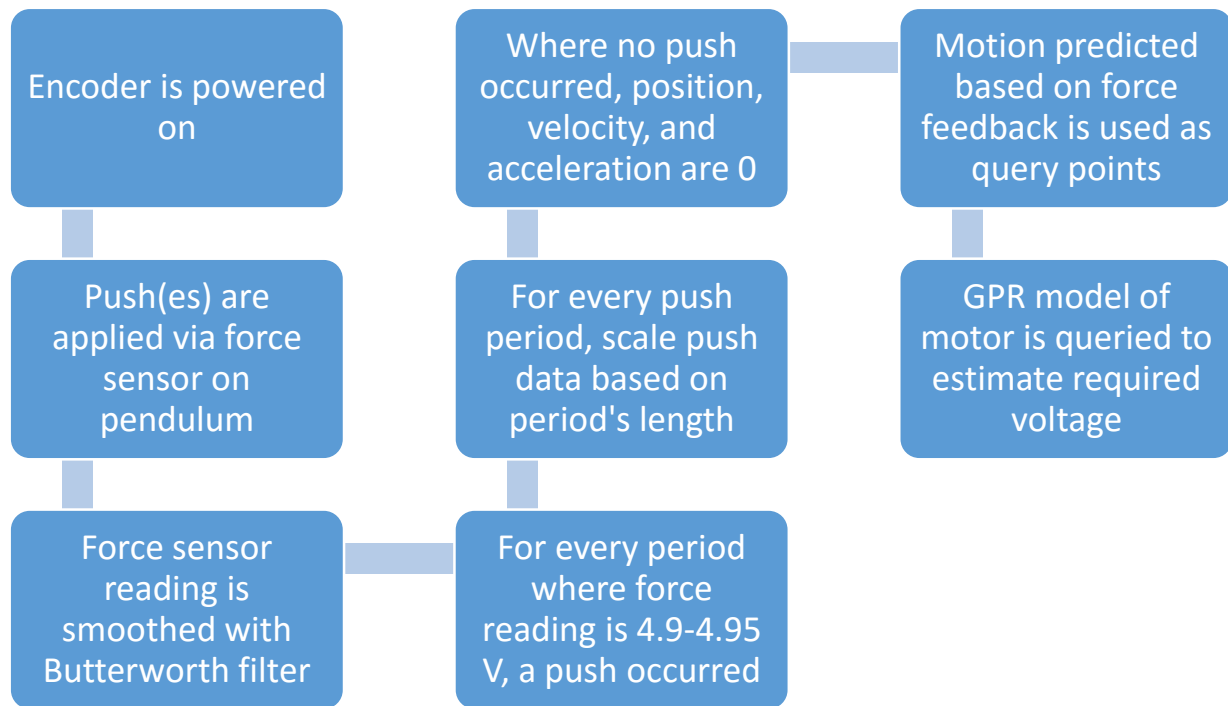 Encoder is powered
on
Push(es) are
applied via force
sensor on
pendulum
Force sensor
reading is
smoothed with
Butterworth filter
For every period
where force
reading is 4.9-4.95
V, a push occurred
For every push
period, scale push
data based on
period's length
Where no push
occurred, position,
velocity, and
acceleration are 0
Motion predicted
based on force
feedback is used as
query points
GPR model of
motor is queried to
estimate required
voltage